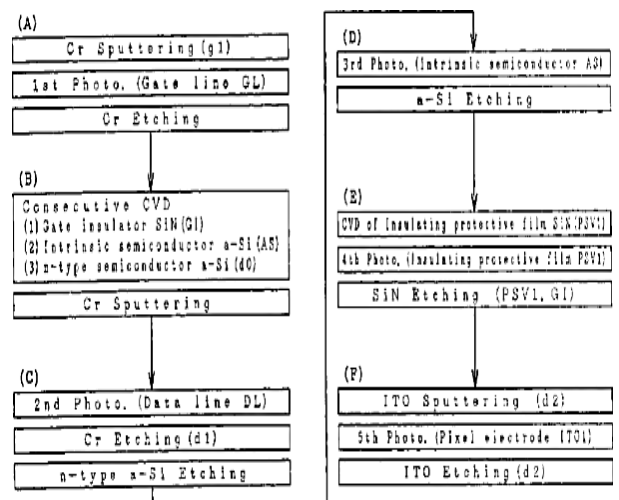 (A)
Cr Sputtering(g1)
1st Photo. (Gate line GL)
Cr Etching
(B)
Consecutive CVD
(1) Gate insulator SiN(GI)
(2) Intrinsic semiconductor a-Si(AS)
(3) n-type semiconductor a-Si(d0)
Cr Sputtering
(C)
2nd Photo. (Data line DL)
Cr Etching(d1)
n-type a-Si Etching
(D)
3rd Photo. (Intrinsic semiconductor AS)
a-Si Etching
(E)
CVD of Insulating protective film SiN(PSV1)
4th Photo. (Insulating protective film PSV1)
SiN Etching (PSV1, GI)
(F)
ITO Sputtering (d2)
5th Photo. (Pixel electrode ITO1)
ITO Etching(d2)